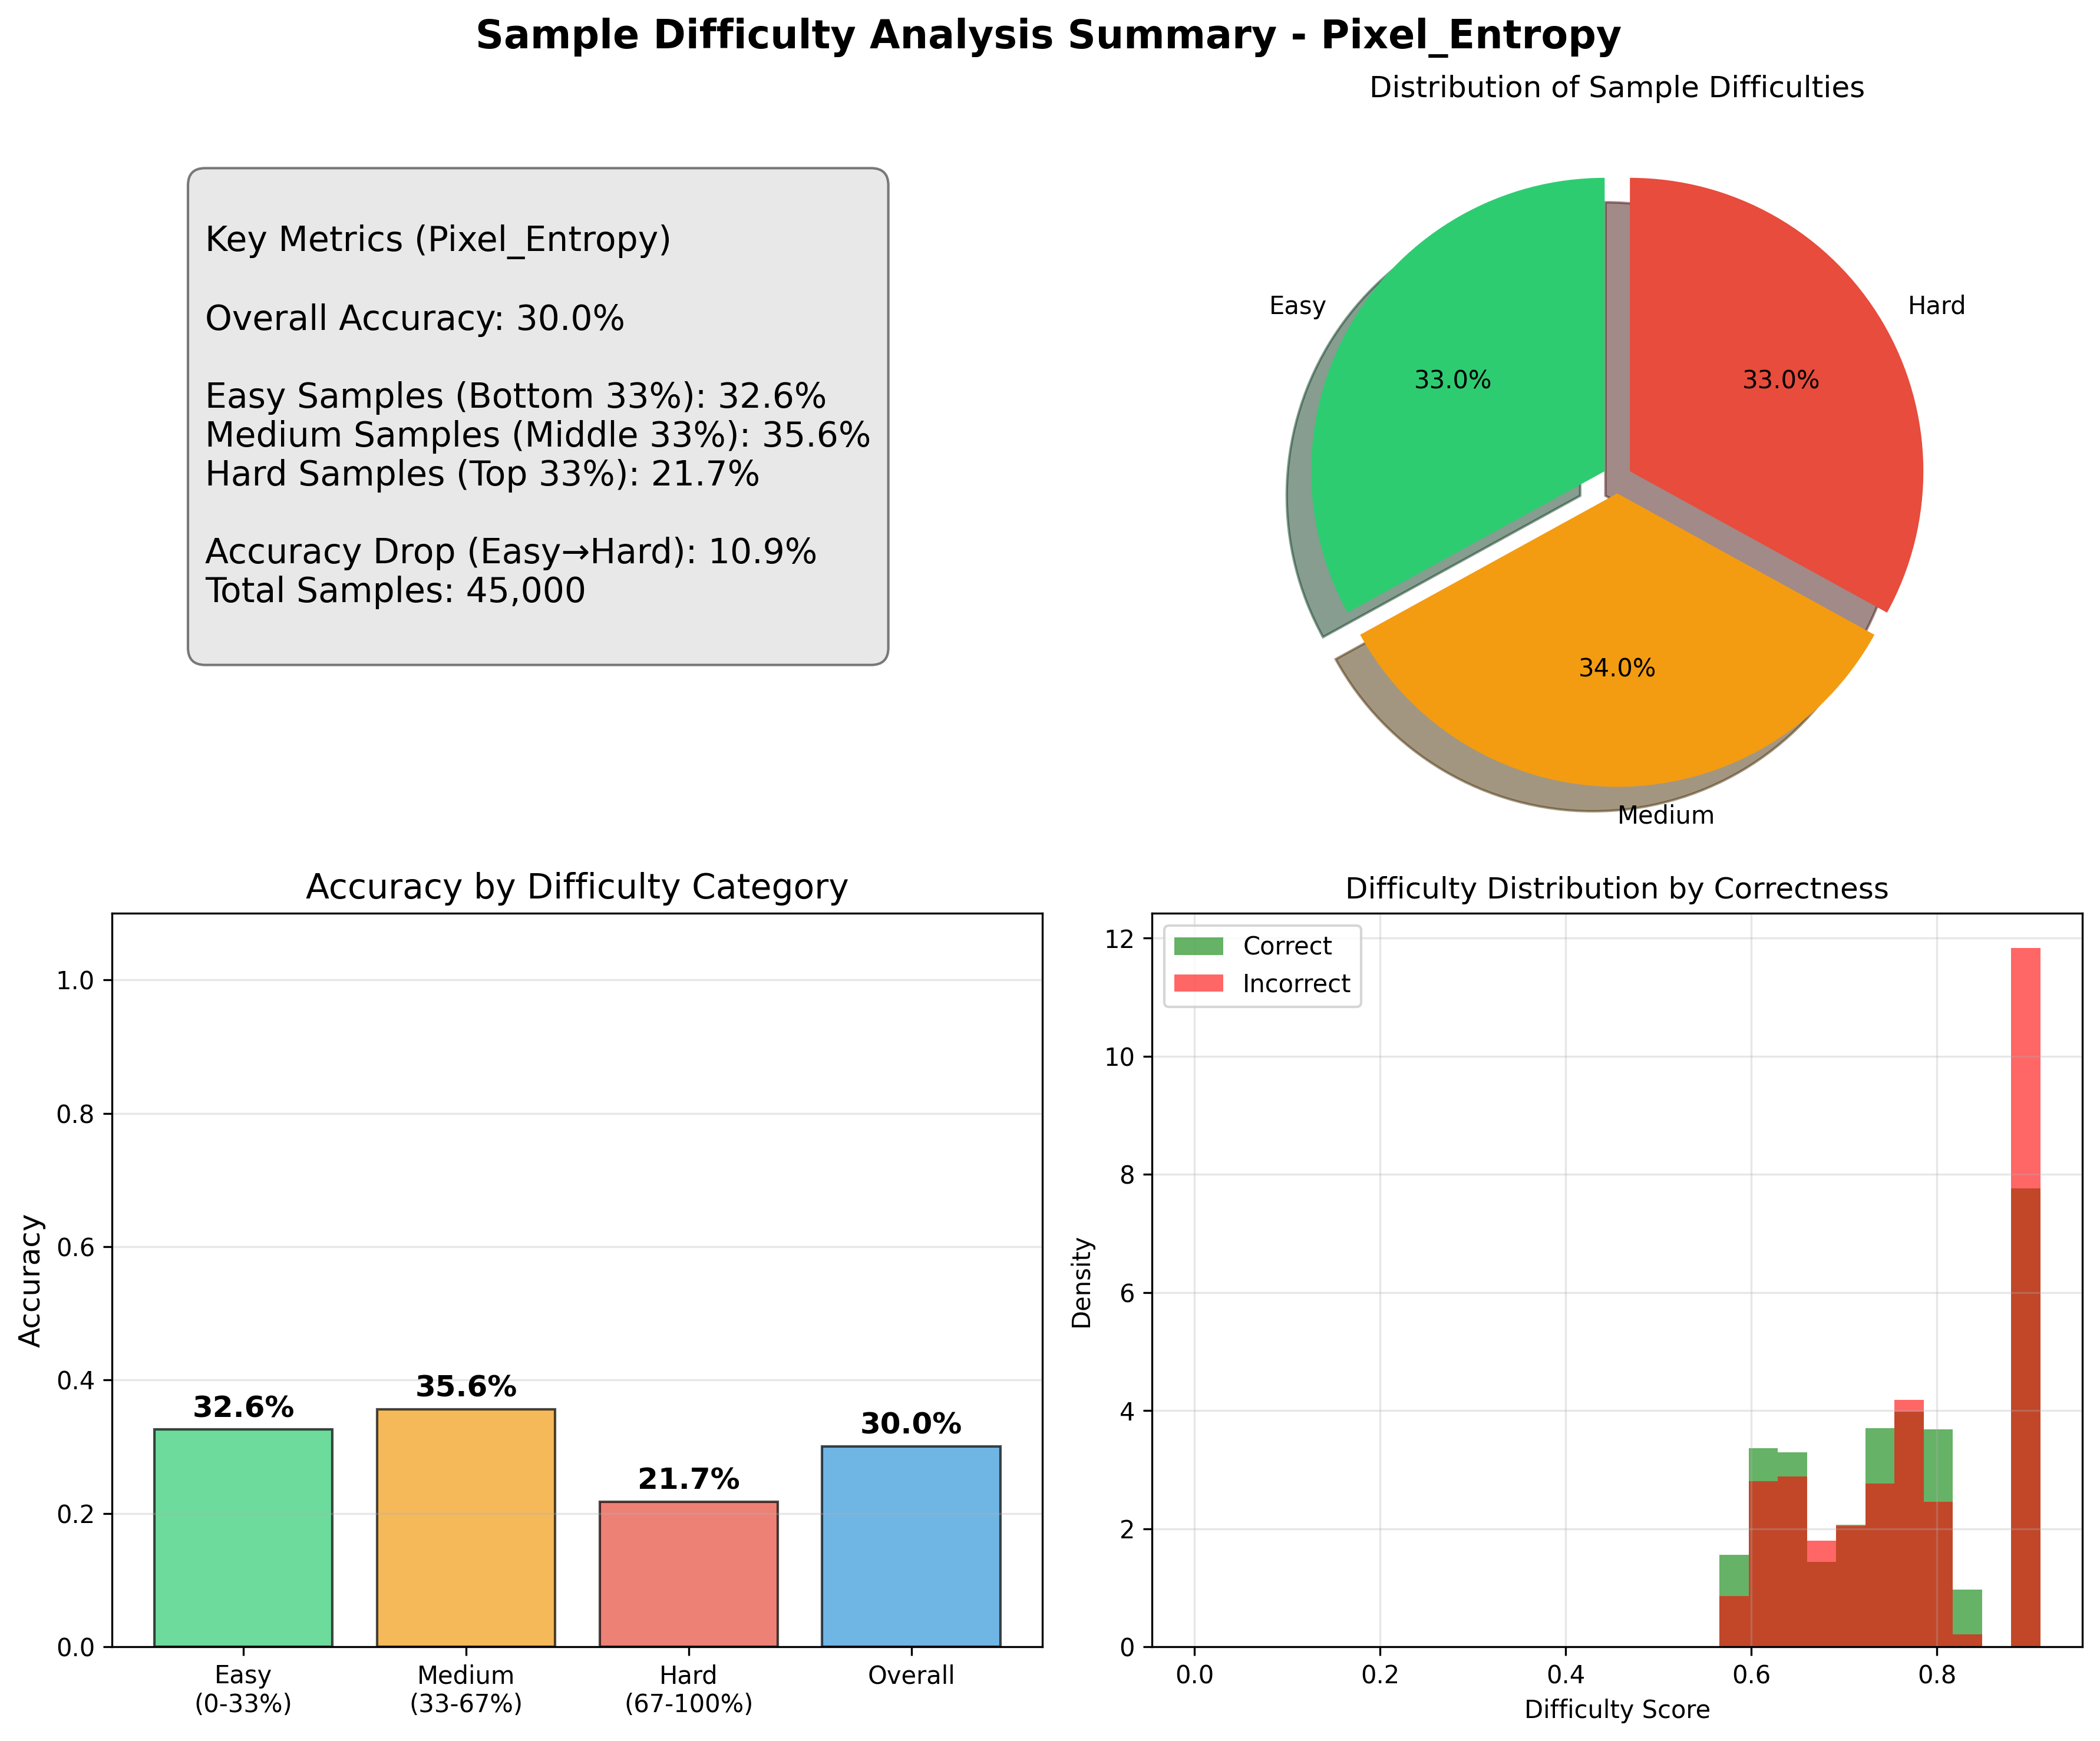 Sample Difficulty Analysis Summary - Pixel_Entropy
Key Metrics (Pixel_Entropy)
Overall Accuracy: 30.0%
Easy Samples (Bottom 33%): 32.6%
Medium Samples (Middle 33%): 35.6%
Hard Samples (Top 33%): 21.7%
Accuracy Drop (Easy→Hard): 10.9%
Total Samples: 45,000
Distribution of Sample Difficulties
Easy
Hard
33.0%
33.0%
34.0%
Medium
Accuracy by Difficulty Category
Accuracy
1.0
0.8
0.6
0.4
0.2
0.0
32.6%
35.6%
21.7%
30.0%
Easy
(0-33%)
Medium
(33-67%)
Hard
(67-100%)
Overall
Difficulty Distribution by Correctness
Correct
Incorrect
Density
12
10
8
6
4
2
0
0.0
0.2
0.4
0.6
0.8
Difficulty Score